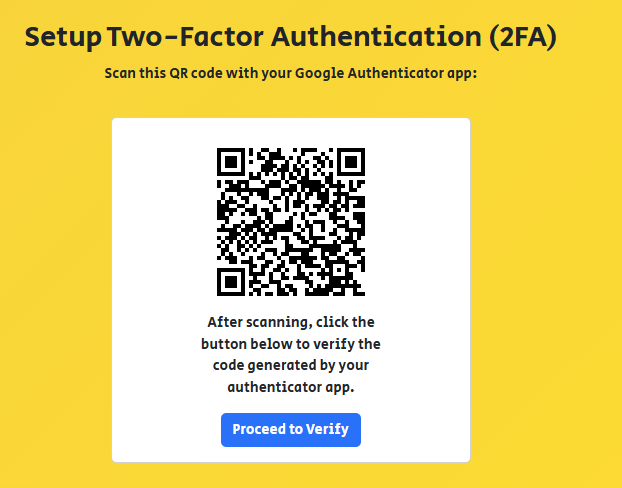 Setup Two-Factor Authentication (2FA)
Scan this QR code with your Google Authenticator app:
After scanning, click the
button below to verify the
code generated by your
authenticator app.
Proceed to Verify